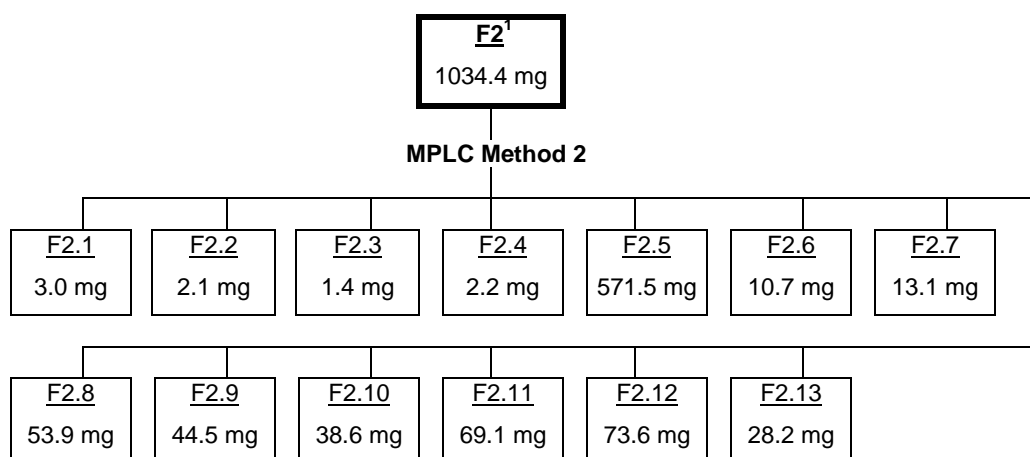 F2¹
1034.4 mg
MPLC Method 2
F2.1
3.0 mg
F2.2
2.1 mg
F2.3
1.4 mg
F2.4
2.2 mg
F2.5
571.5 mg
F2.6
10.7 mg
F2.7
13.1 mg
F2.8
53.9 mg
F2.9
44.5 mg
F2.10
38.6 mg
F2.11
69.1 mg
F2.12
73.6 mg
F2.13
28.2 mg